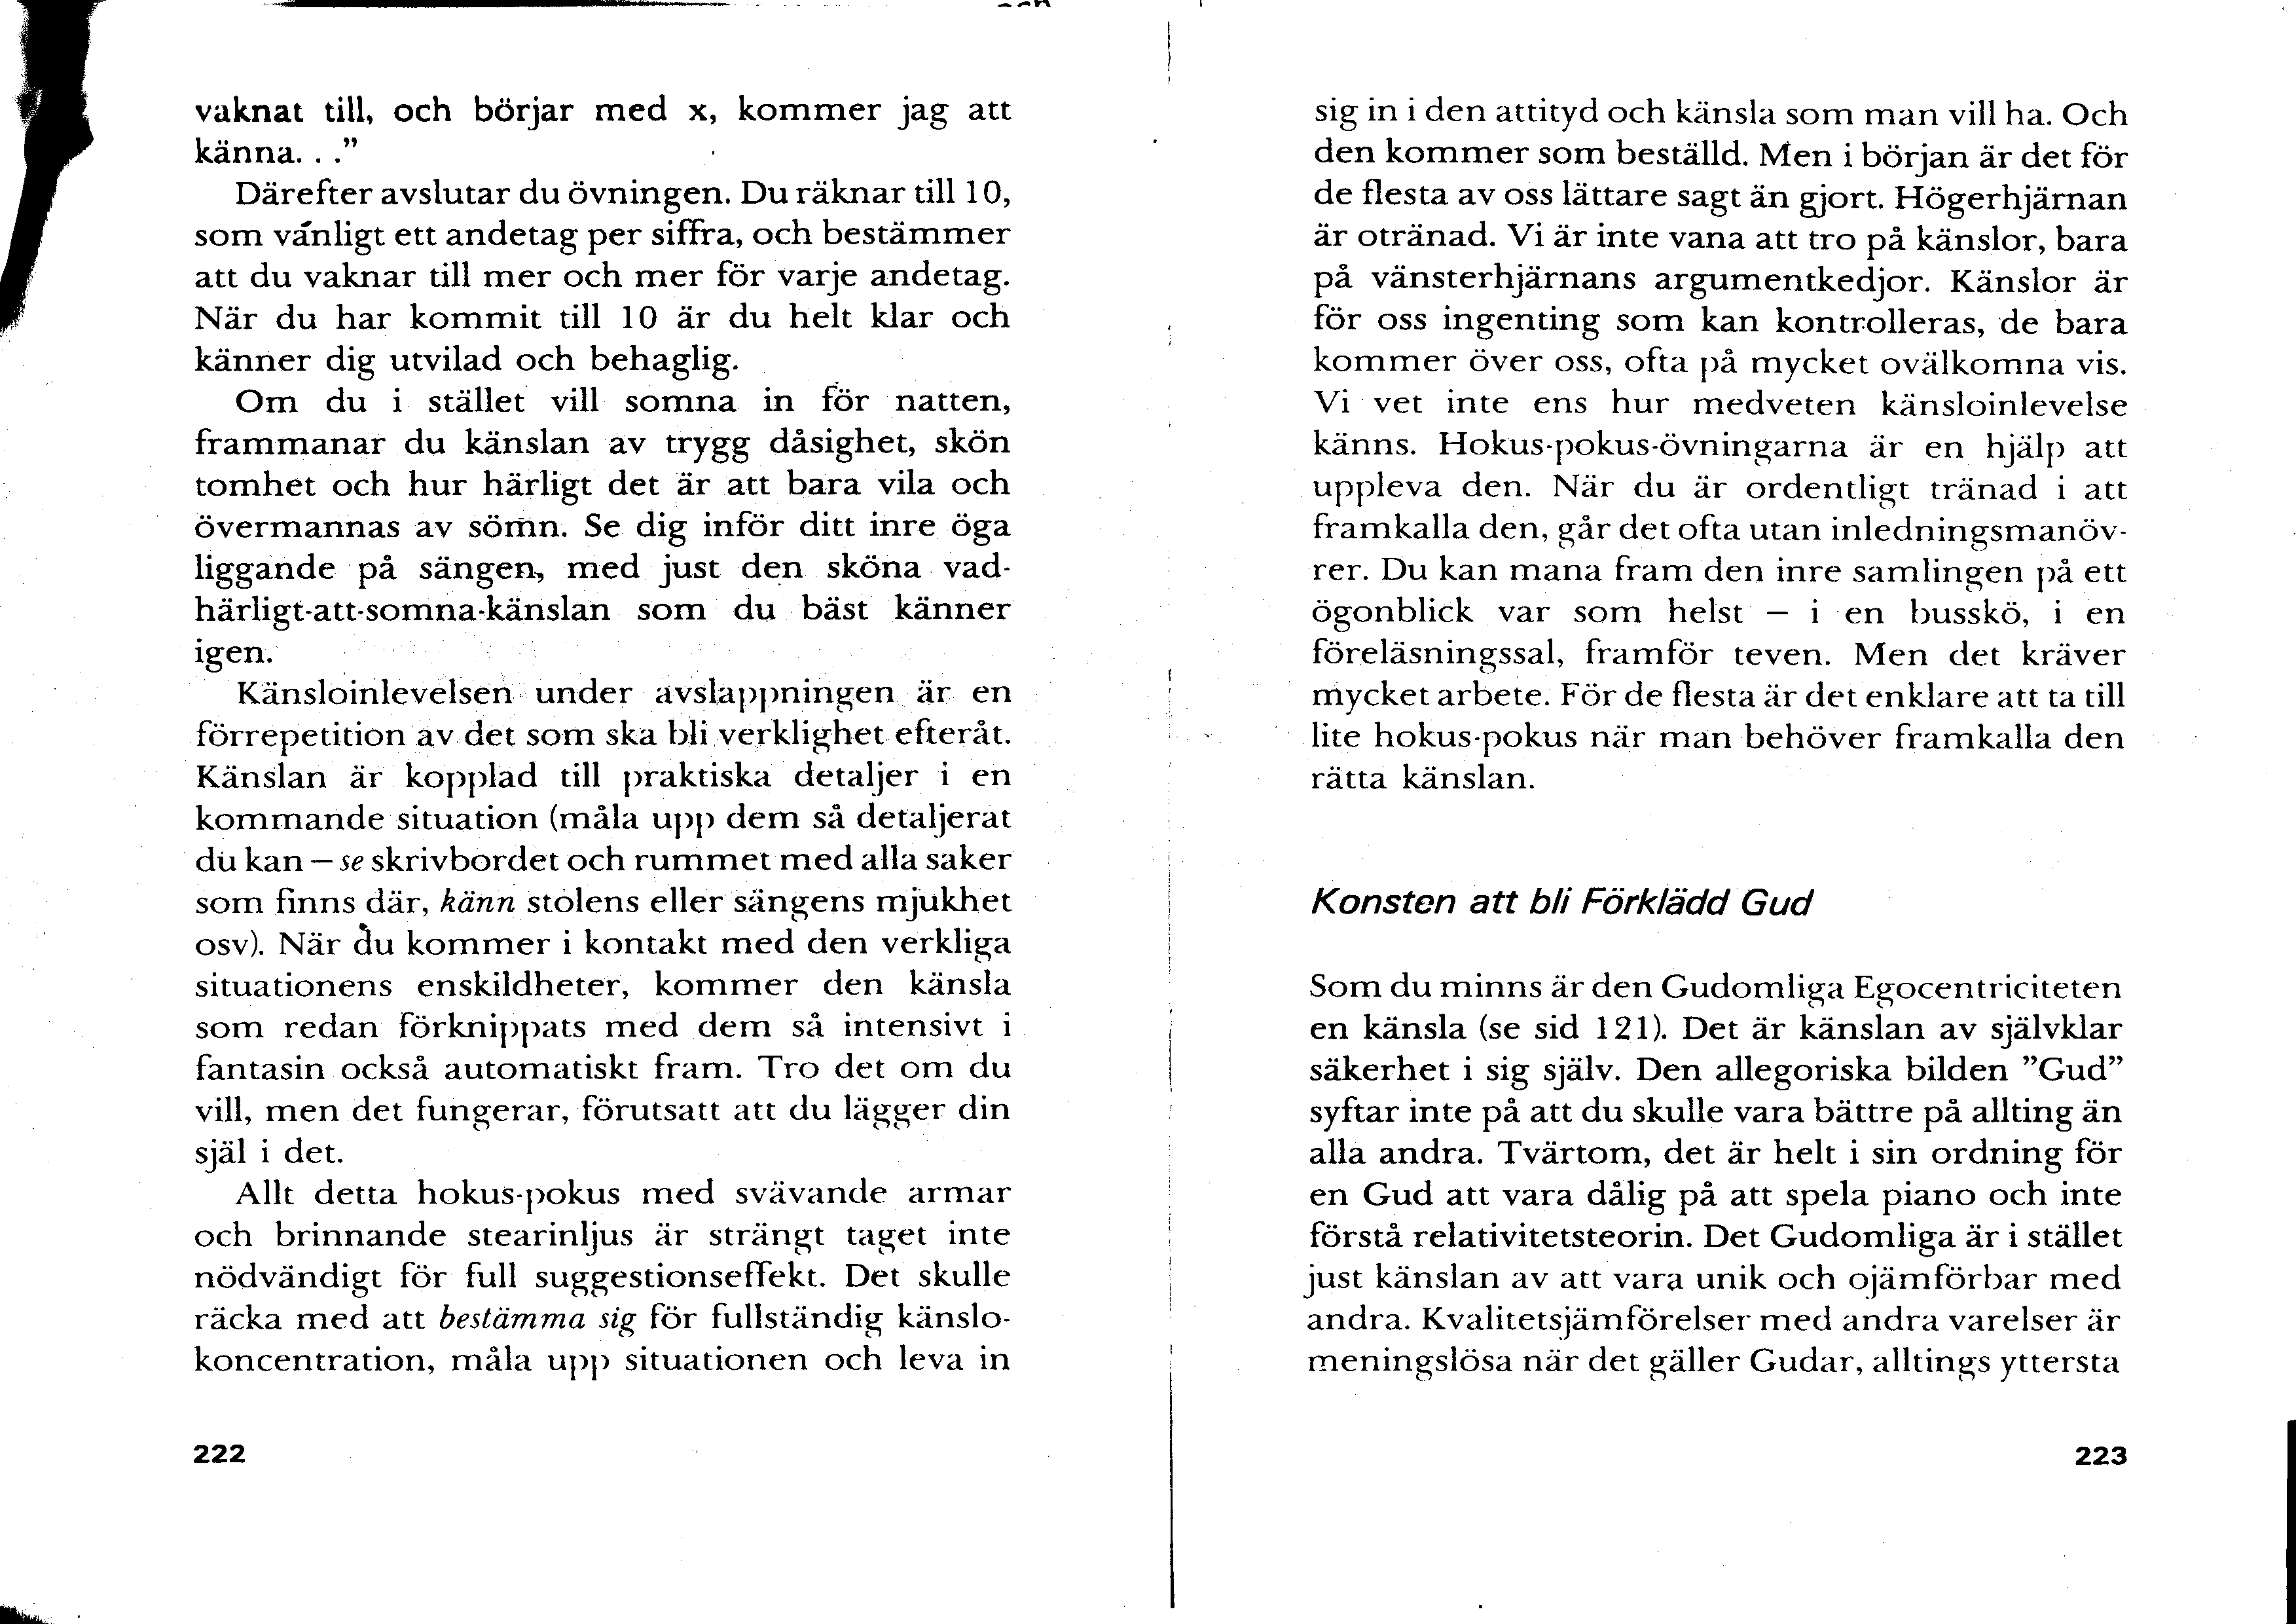 vaknat till, och börjar med x, kommer jag att
känna. . .”
Därefter avslutar du övningen. Du räknar till 10,
som vanligt ett andetag per siffra, och bestämmer
att du vaknar till mer och mer för varje andetag.
När du har kommit till 10 är du helt klar och
känner dig utvilad och behaglig.
Om du i stället vill somna in för natten,
frammanar du känslan av trygg dåsighet, skön
tomhet och hur härligt det är att bara vila och
övermannas av sömn. Se dig inför ditt inre öga
liggande på sängen, med just den sköna vad-
härligt-att-somna-känslan som du bäst känner
igen.
Känsloinlevelsen under avslappningen är en
förrepetition av det som ska bli verklighet efteråt.
Känslan är kopplad till praktiska detaljer i en
kommande situation (måla upp dem så detaljerat
du kan — se skrivbordet och rummet med alla saker
som finns där, känn stolens eller sängens mjukhet
osv). När du kommer i kontakt med den verkliga
situationens enskildheter, kommer den känsla
som redan förknippats med dem så intensivt i
fantasin också automatiskt fram. Tro det om du
vill, men det fungerar, förutsatt att du lägger din
själ i det.
Allt detta hokus-pokus med svävande armar
och brinnande stearinljus är strängt taget inte
nödvändigt för full suggestionseffekt. Det skulle
räcka med att bestämma sig för fullständig känslo-
koncentration, måla upp situationen och leva in
222
sig in i den attityd och känsla som man vill ha. Och
den kommer som beställd. Men i början är det för
de flesta av oss lättare sagt än gjort. Högerhjärnan
är otränad. Vi är inte vana att tro på känslor, bara
på vänsterhjärnans argumentkedjor. Känslor är
för oss ingenting som kan kontrolleras, de bara
kommer över oss, ofta på mycket ovälkomna vis.
Vi vet inte ens hur medveten känsloinlevelse
känns. Hokus-pokus-övningarna är en hjälp att
uppleva den. När du är ordentligt tränad i att
framkalla den, går det ofta utan inledningsmanöv-
rer. Du kan mana fram den inre samlingen på ett
ögonblick var som helst — i en busskö, i en
föreläsningssal, framför teven. Men det kräver
mycket arbete. För de flesta är det enklare att ta till
lite hokus-pokus när man behöver framkalla den
rätta känslan.
Konsten att bli Förklädd Gud
Som du minns är den Gudomliga Egocentriciteten
en känsla (se sid 121). Det är känslan av självklar
säkerhet i sig själv. Den allegoriska bilden ”Gud”
syftar inte på att du skulle vara bättre på allting än
alla andra. Tvärtom, det är helt i sin ordning för
en Gud att vara dålig på att spela piano och inte
förstå relativitetsteorin. Det Gudomliga är i stället
just känslan av att vara unik och ojämförbar med
andra. Kvalitetsjämförelser med andra varelser är
meningslösa när det gäller Gudar, alltings yttersta
223